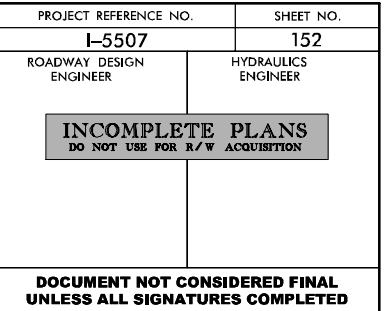 PROJECT REFERENCE NO. SHEET NO.
I–5507 152
ROADWAY DESIGN HYDRAULICS
ENGINEER ENGINEER
INCOMPLETE PLANS
DO NOT USE FOR R/W ACQUISITION
DOCUMENT NOT CONSIDERED FINAL
UNLESS ALL SIGNATURES COMPLETED